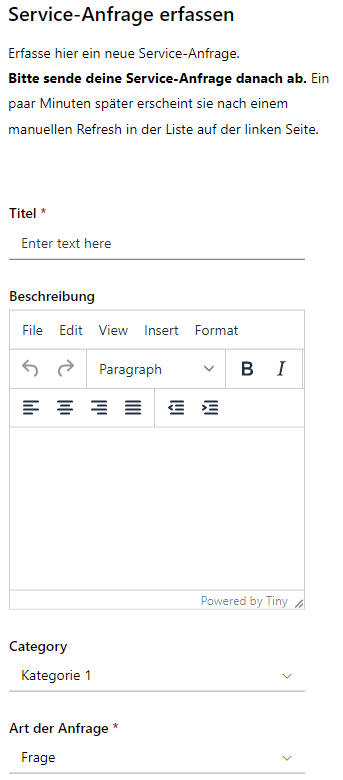 Service-Anfrage erfassen
Erfasse hier ein neue Service-Anfrage.
Bitte sende deine Service-Anfrage danach ab. Ein
paar Minuten später erscheint sie nach einem
manuellen Refresh in der Liste auf der linken Seite.
Titel *
Enter text here
Beschreibung
File Edit View Insert Format
Paragraph B I
Powered by Tiny
Category
Kategorie 1
Art der Anfrage *
Frage